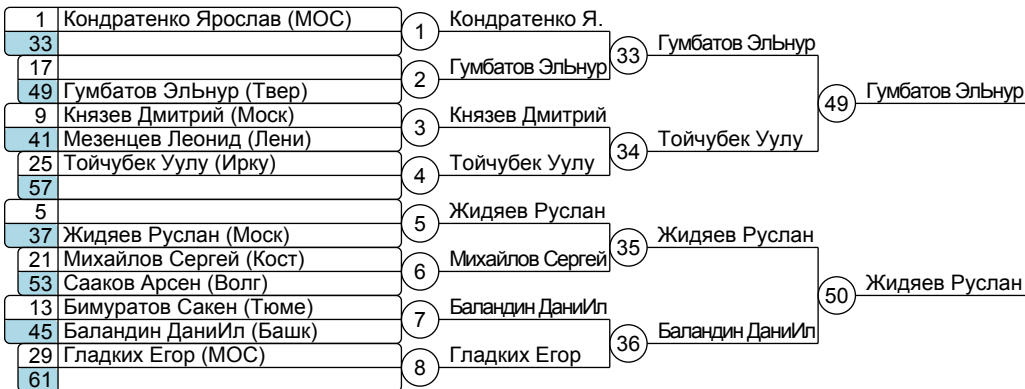 1 Кондратенко Ярослав (МОС)
33
17
49 Гумбатов ЭлЬнур (Твер)
9 Князев Дмитрий (Моск)
41 Мезенцев Леонид (Лени)
25 Тойчубек Уулу (Ирку)
57
5
37 Жидяев Руслан (Моск)
21 Михайлов Сергей (Кост)
53 Сааков Арсен (Волг)
13 Бимуратов Сакен (Тюме)
45 Баландин ДаниИл (Башк)
29 Гладких Егор (МОС)
61
1 Кондратенко Я.
2 Гумбатов ЭлЬнур
3 Князев Дмитрий
4 Тойчубек Уулу
5 Жидяев Руслан
6 Михайлов Сергей
7 Баландин ДаниИл
8 Гладких Егор
33 Гумбатов ЭлЬнур
34 Тойчубек Уулу
35 Жидяев Руслан
36 Баландин ДаниИл
49 Гумбатов ЭлЬнур
50 Жидяев Руслан